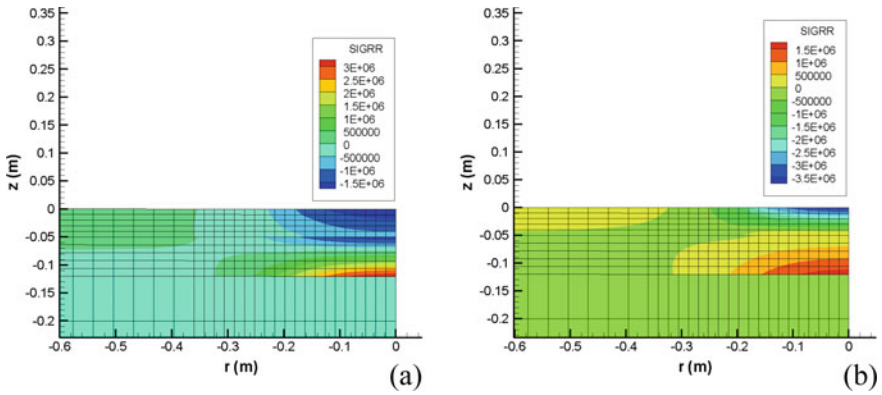 0.35
0.3
0.25
0.2
0.15
0.1
0.05
0
-0.05
-0.1
-0.15
-0.2
z (m)
SIGRR
3E+06
2.5E+06
2E+06
1.5E+06
1E+06
500000
0
-500000
-1E+06
-1.5E+06
-0.6 -0.5 -0.4 -0.3 -0.2 -0.1 0
r (m)
(a)
0.35
0.3
0.25
0.2
0.15
0.1
0.05
0
-0.05
-0.1
-0.15
-0.2
z (m)
SIGRR
1.5E+06
1E+06
500000
0
-500000
-1E+06
-1.5E+06
-2E+06
-2.5E+06
-3E+06
-3.5E+06
-0.6 -0.5 -0.4 -0.3 -0.2 -0.1 0
r (m)
(b)